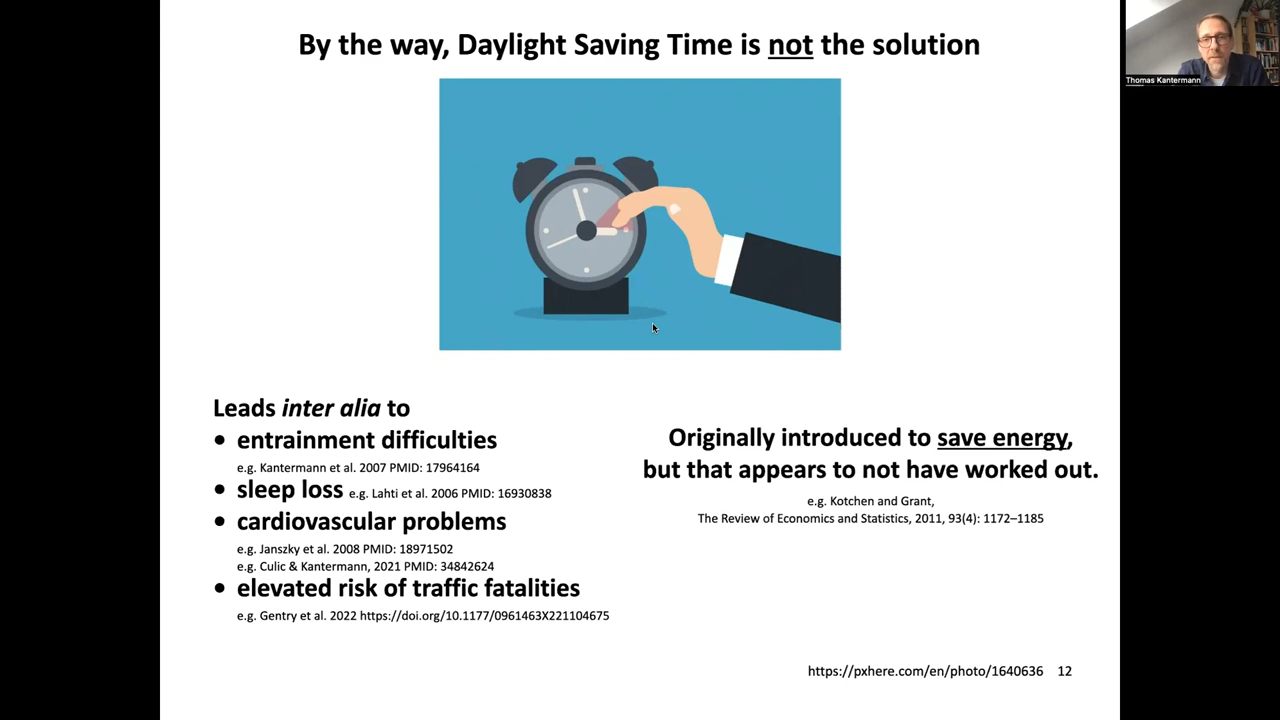 By the way, Daylight Saving Time is not the solution
Thomas Kantermann
Leads inter alia to
• entrainment difficulties
e.g. Kantermann et al. 2007 PMID: 17964164
• sleep loss e.g. Lahti et al. 2006 PMID: 16930838
• cardiovascular problems
e.g. Janszky et al. 2008 PMID: 18971502
e.g. Culic & Kantermann, 2021 PMID: 34842624
• elevated risk of traffic fatalities
e.g. Gentry et al. 2022 https://doi.org/10.1177/0961463X221104675
Originally introduced to save energy,
but that appears to not have worked out.
e.g. Kotchen and Grant,
The Review of Economics and Statistics, 2011, 93(4): 1172–1185
https://pxhere.com/en/photo/1640636 12